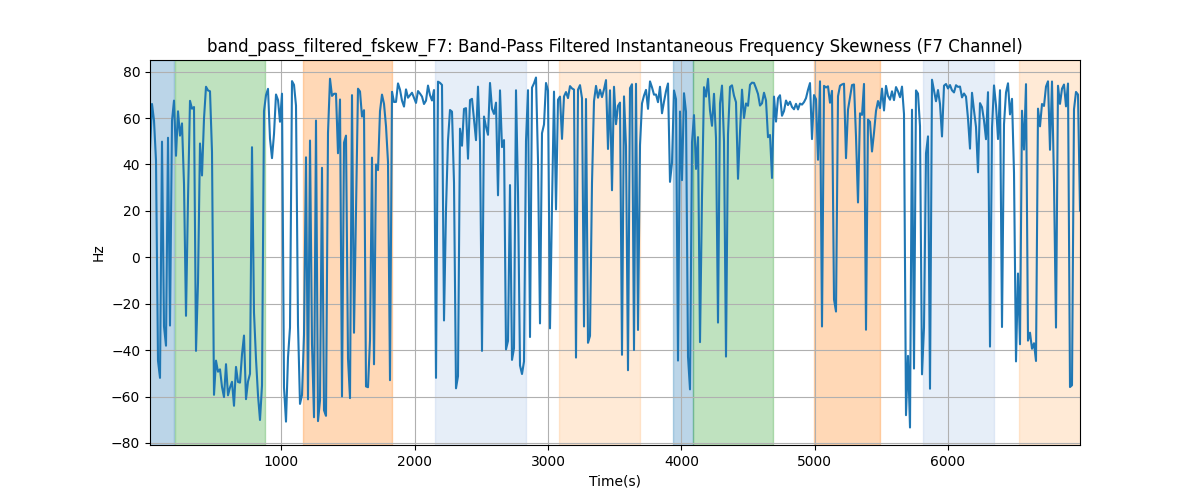 band_pass_filtered_fskew_F7: Band-Pass Filtered Instantaneous Frequency Skewness (F7 Channel)
80
60
40
20
0
−20
−40
−60
−80
Hz
1000 2000 3000 4000 5000 6000
Time(s)